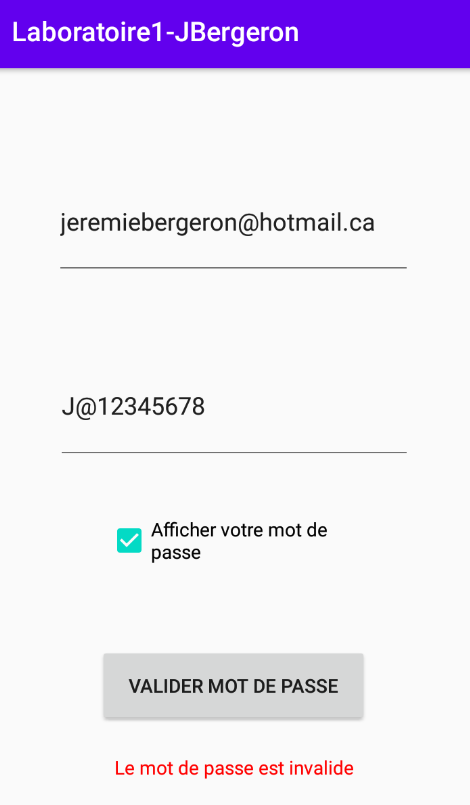 Laboratoire1-JBergeron
jeremiebergeron@hotmail.ca
J@12345678
Afficher votre mot de
passe
VALIDER MOT DE PASSE
Le mot de passe est invalide